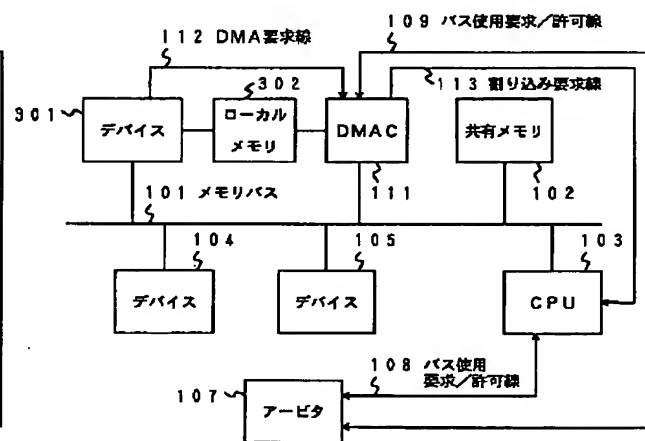 112 DMA要求線
109 バス使用要求/許可線
302
113 割り込み要求線
301
デバイス
ローカル
メモリ
DMAC
共有メモリ
101 メモリバス
111
102
104
105
103
デバイス
デバイス
CPU
108 バス使用
要求/許可線
107
アービタ